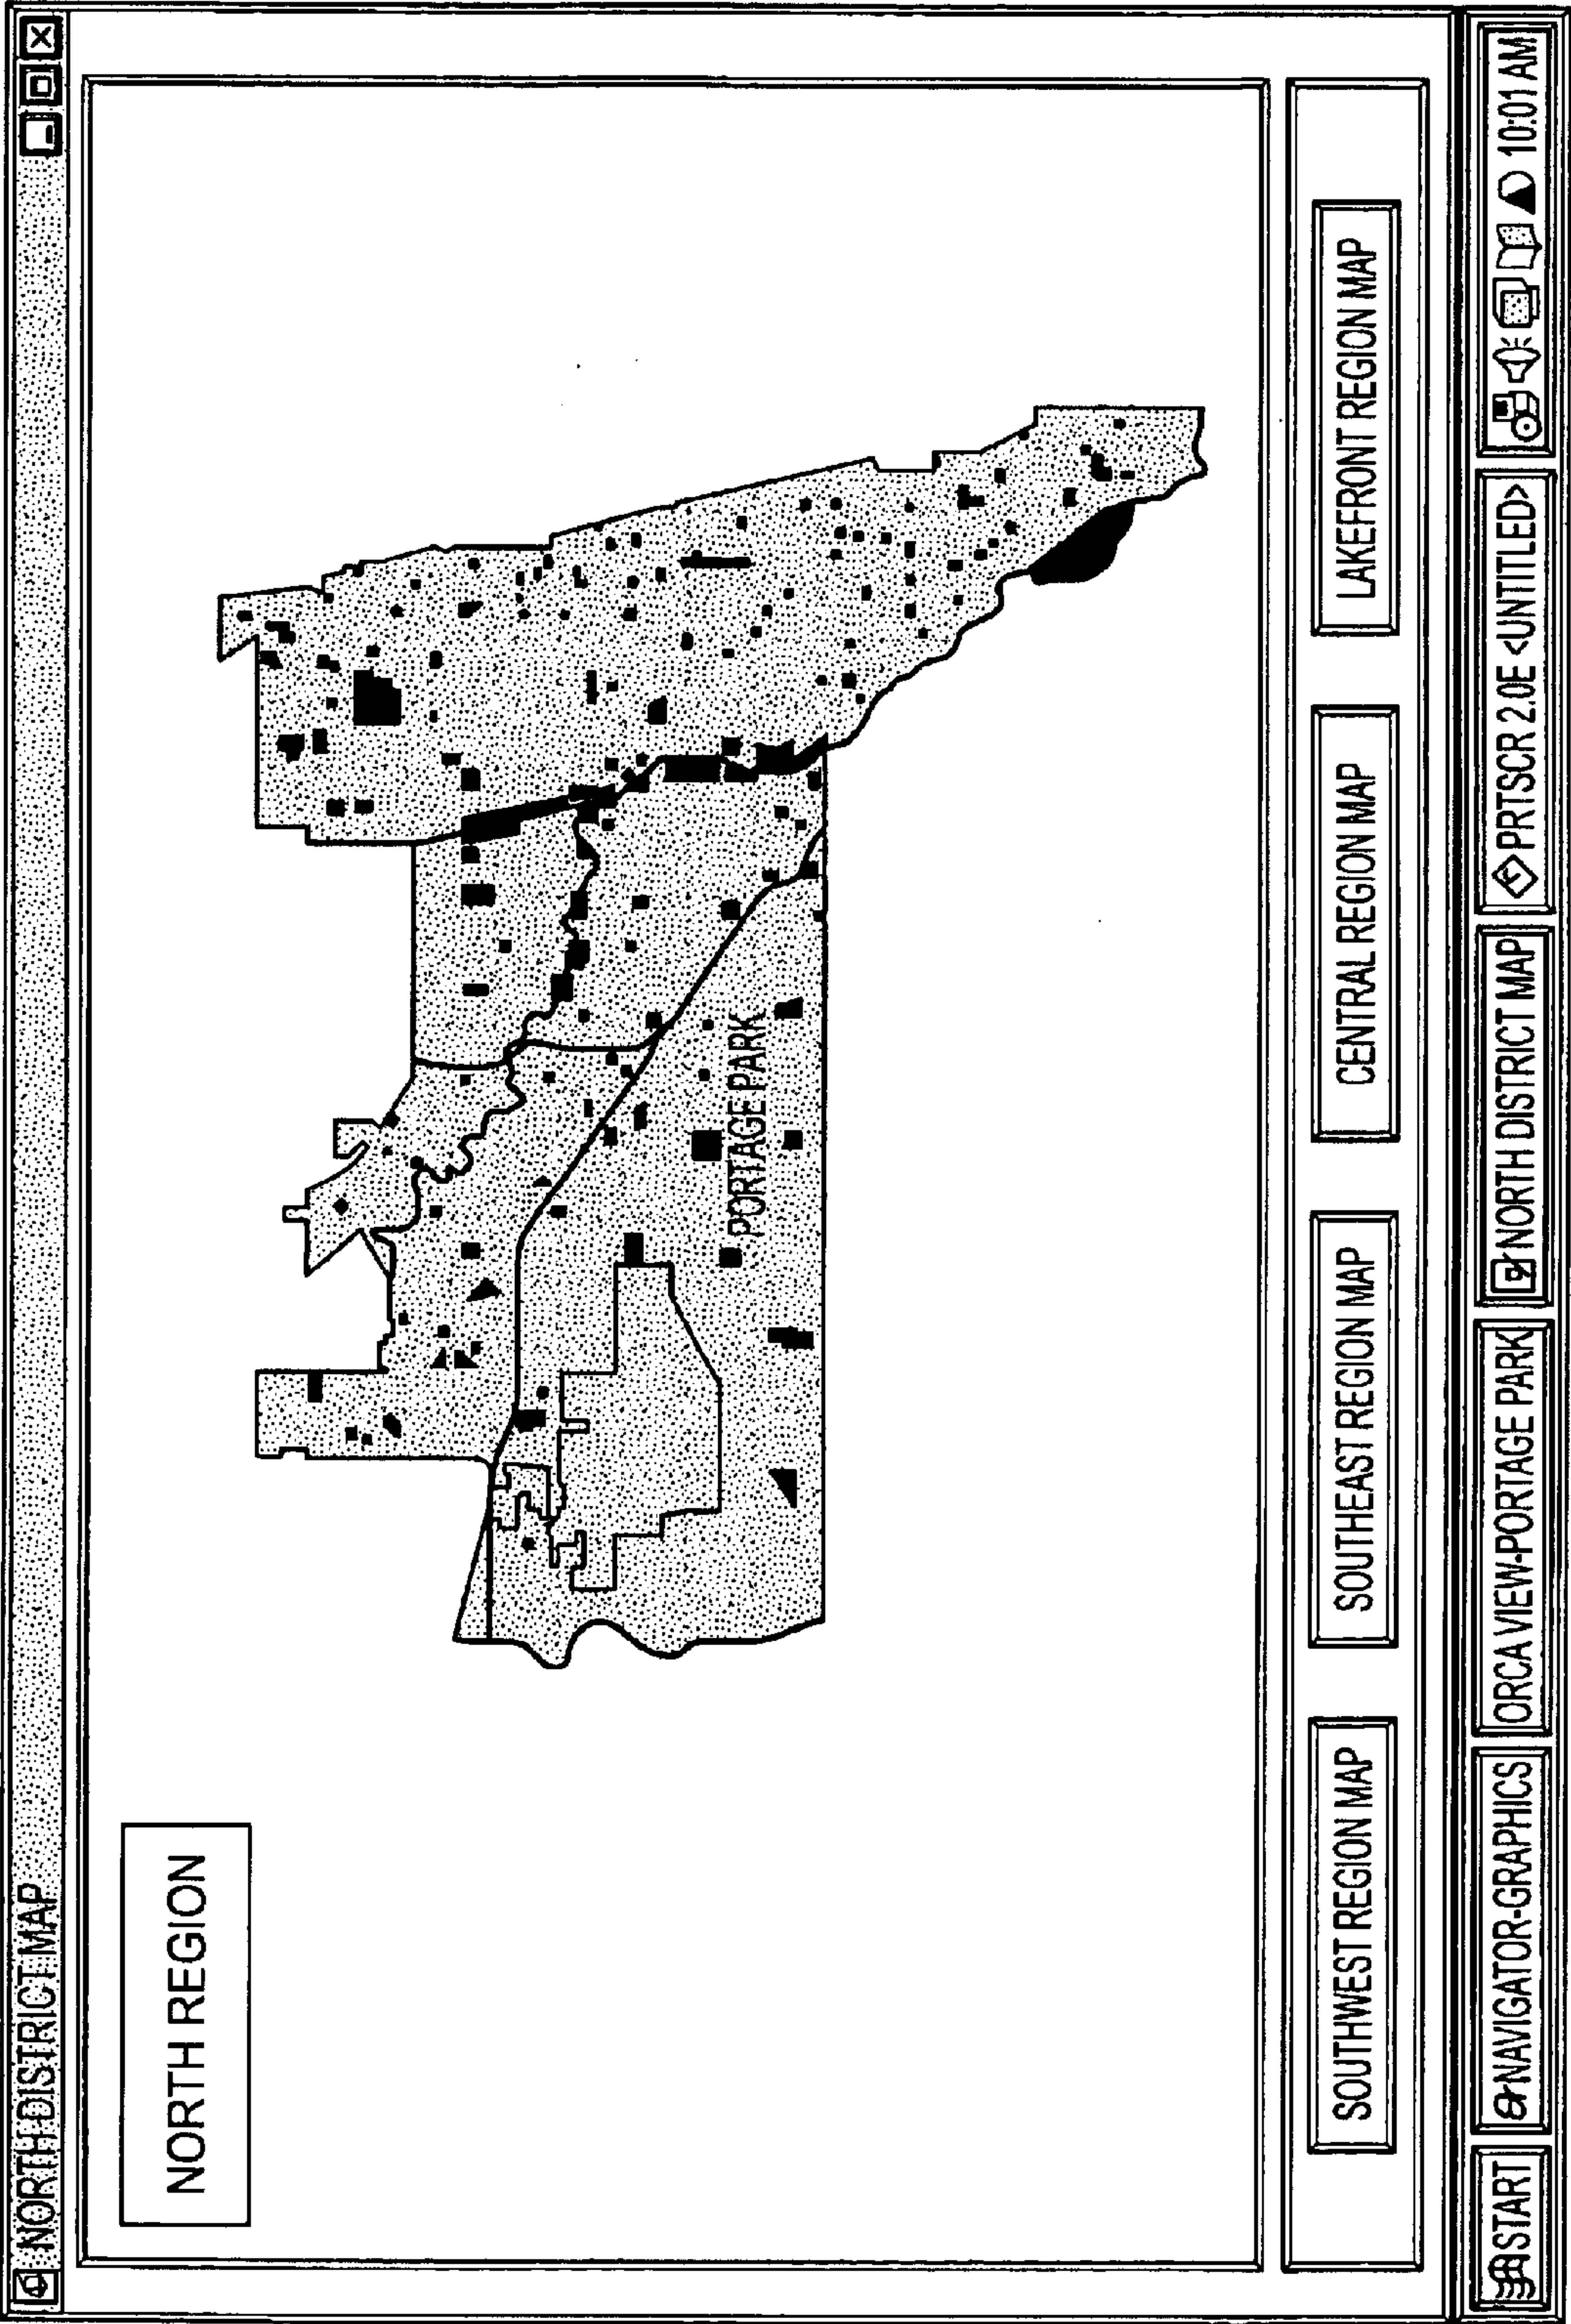 NORTH DISTRICT MAP
NORTH REGION
PORTAGE PARK
SOUTHWEST REGION MAP
SOUTHEAST REGION MAP
CENTRAL REGION MAP
LAKEFRONT REGION MAP
START
NAVIGATOR-GRAPHICS
ORCA VIEW-PORTAGE PARK
NORTH DISTRICT MAP
PRTSCR 2.0E <UNTITLED>
10:01 AM